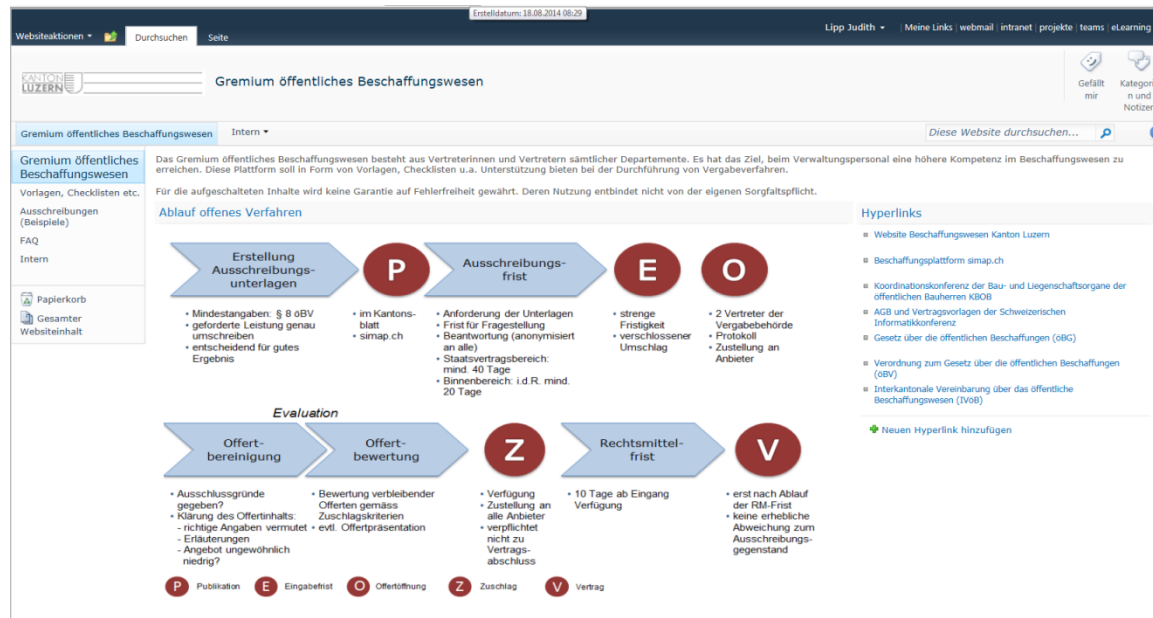 Erstelldatum: 18.08.2014 08:29
Websiteaktionen
Durchsuchen
Seite
Lipp Judith
Meine Links | webmail | intranet | projekte | teams | eLearning
KANTON
LUZERN
Gremium öffentliches Beschaffungswesen
Gefällt
mir
Kategori
n und
Notizen
Gremium öffentliches Beschaffungswesen
Intern
Diese Website durchsuchen...
Gremium öffentliches
Beschaffungswesen
Vorlagen, Checklisten etc.
Ausschreibungen
(Beispiele)
FAQ
Intern
Papierkorb
Gesamter
Websiteinhalt
Das Gremium öffentliches Beschaffungswesen besteht aus Vertreterinnen und Vertretern sämtlicher Departemente. Es hat das Ziel, beim Verwaltungspersonal eine höhere Kompetenz im Beschaffungswesen zu
erreichen. Diese Plattform soll in Form von Vorlagen, Checklisten u.a. Unterstützung bieten bei der Durchführung von Vergabeverfahren.
Für die aufgeschalteten Inhalte wird keine Garantie auf Fehlerfreiheit gewährt. Deren Nutzung entbindet nicht von der eigenen Sorgfaltspflicht.
Ablauf offenes Verfahren
Erstellung
Ausschreibungs-
unterlagen
P
Ausschreibungs-
frist
E
O
• Mindestangaben: § 8 öBV
• geforderte Leistung genau
umschreiben
• entscheidend für gutes
Ergebnis
• im Kantons-
blatt
• simap.ch
• Anforderung der Unterlagen
• Frist für Fragestellung
• Beantwortung (anonymisiert
an alle)
• Staatsvertragsbereich:
mind. 40 Tage
• Binnenbereich: i.d.R. mind.
20 Tage
• strenge
Fristigkeit
• verschlossener
Umschlag
• 2 Vertreter der
Vergabebehörde
• Protokoll
• Zustellung an
Anbieter
Evaluation
Offert-
bereinigung
Offert-
bewertung
Z
Rechtsmittel-
frist
V
• Ausschlussgründe
gegeben?
• Klärung des Offertinhalts:
- richtige Angaben vermutet
- Erläuterungen
- Angebot ungewöhnlich
niedrig?
• Bewertung verbleibender
Offerten gemäss
Zuschlagskriterien
• evtl. Offertpräsentation
• Verfügung
• Zustellung an
alle Anbieter
• verpflichtet
nicht zu
Vertrags-
abschluss
• 10 Tage ab Eingang
Verfügung
• erst nach Ablauf
der RM-Frist
• keine erhebliche
Abweichung zum
Ausschreibungs-
gegenstand
P Publikation E Eingabefrist O Offertöffnung Z Zuschlag V Vertrag
Hyperlinks
Website Beschaffungswesen Kanton Luzern
Beschaffungsplattform simap.ch
Koordinationskonferenz der Bau- und Liegenschaftsorgane der
öffentlichen Bauherren KBOB
AGB und Vertragsvorlagen der Schweizerischen
Informatikkonferenz
Gesetz über die öffentlichen Beschaffungen (öBG)
Verordnung zum Gesetz über die öffentlichen Beschaffungen
(öBV)
Interkantonale Vereinbarung über das öffentliche
Beschaffungswesen (IVöB)
Neuen Hyperlink hinzufügen